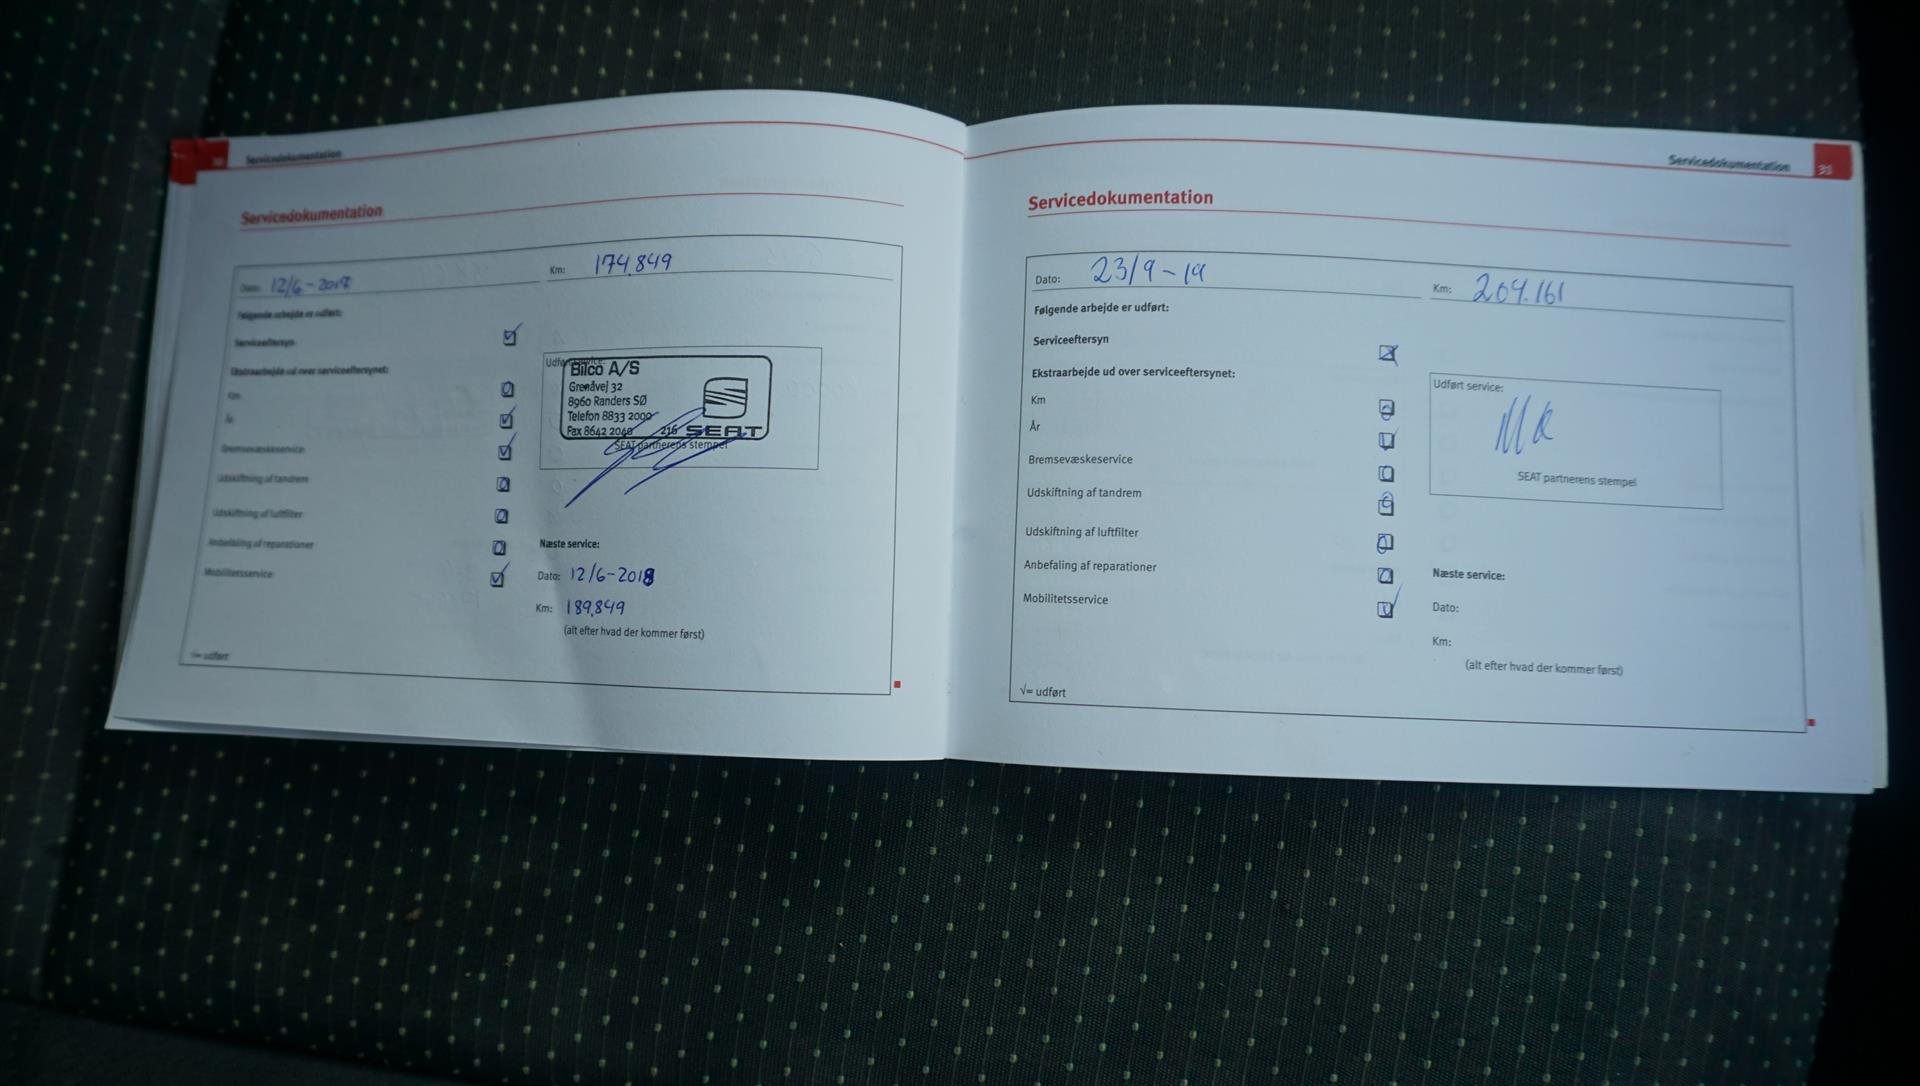 Servicedokumentation
Servicedokumentation
Dato: 12/6-2017
Km: 174.849
Følgende arbejde er udført:
Serviceeftersyn
Ekstraarbejde ud over serviceeftersynet:
Km
År
Bremsevæskeservice
Udskiftning af tandrem
Udskiftning af luftfilter
Anbefaling af reparationer
Mobilitetsservice
√= udført
Udført service:
Bilco A/S
Grenåvej 32
8960 Randers SØ
Telefon 8833 2000
Fax 8642 2040 216 SEAT
SEAT partnerens stempel
Næste service:
Dato: 12/6-2018
Km: 189.849
(alt efter hvad der kommer først)
Servicedokumentation 31
Servicedokumentation
Dato: 23/9-19
Km: 209.161
Følgende arbejde er udført:
Serviceeftersyn
Ekstraarbejde ud over serviceeftersynet:
Km
År
Bremsevæskeservice
Udskiftning af tandrem
Udskiftning af luftfilter
Anbefaling af reparationer
Mobilitetsservice
√= udført
Udført service:
SEAT partnerens stempel
Næste service:
Dato:
Km:
(alt efter hvad der kommer først)